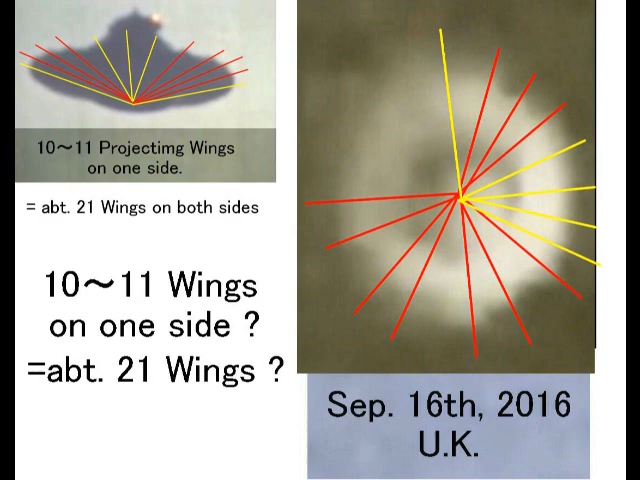 10～11 Projectimg Wings
on one side.
= abt. 21 Wings on both sides
10～11 Wings
on one side ?
=abt. 21 Wings ?
Sep. 16th, 2016
U.K.